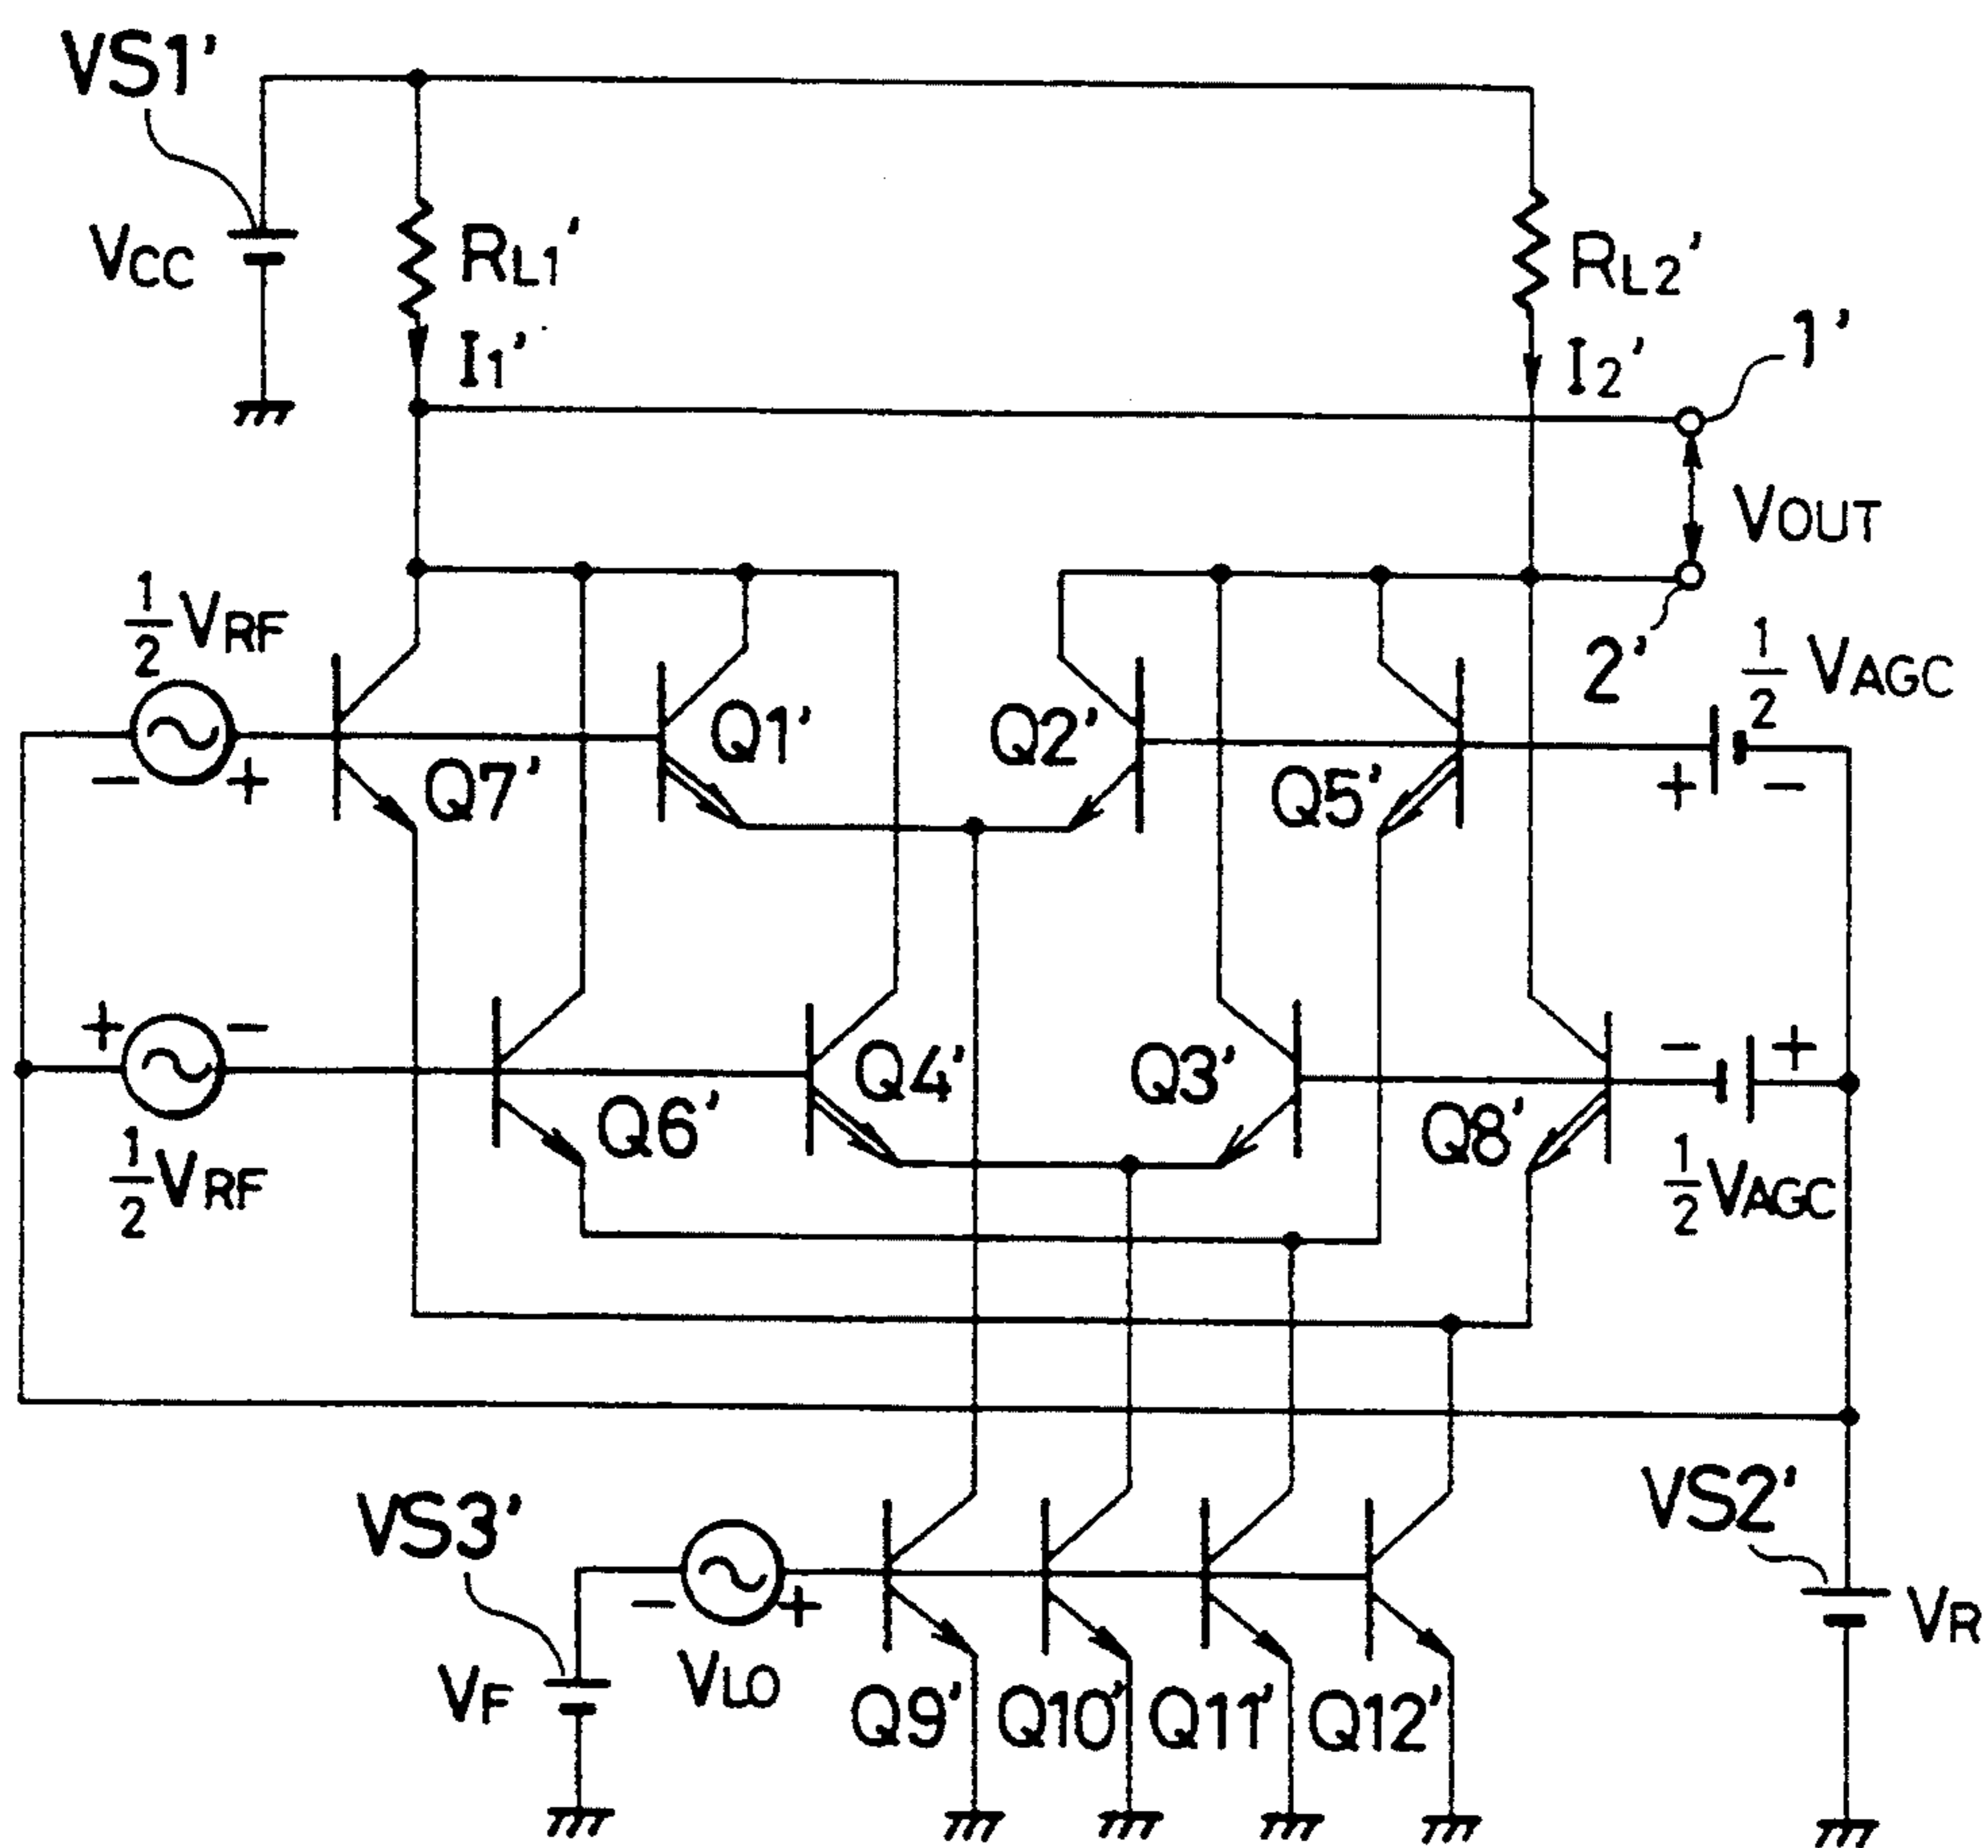 VS1'
VCC
RL1'
I1'
RL2'
I2'
1'
VOUT
2'
1/2 VRF
- +
Q7'
Q1'
Q2'
Q5'
1/2 VAGC
+ -
+ -
1/2 VRF
Q6'
Q4'
Q3'
Q8'
- +
1/2 VAGC
VS3'
VF
- +
VLO
Q9'
Q10'
Q11'
Q12'
VS2'
VR